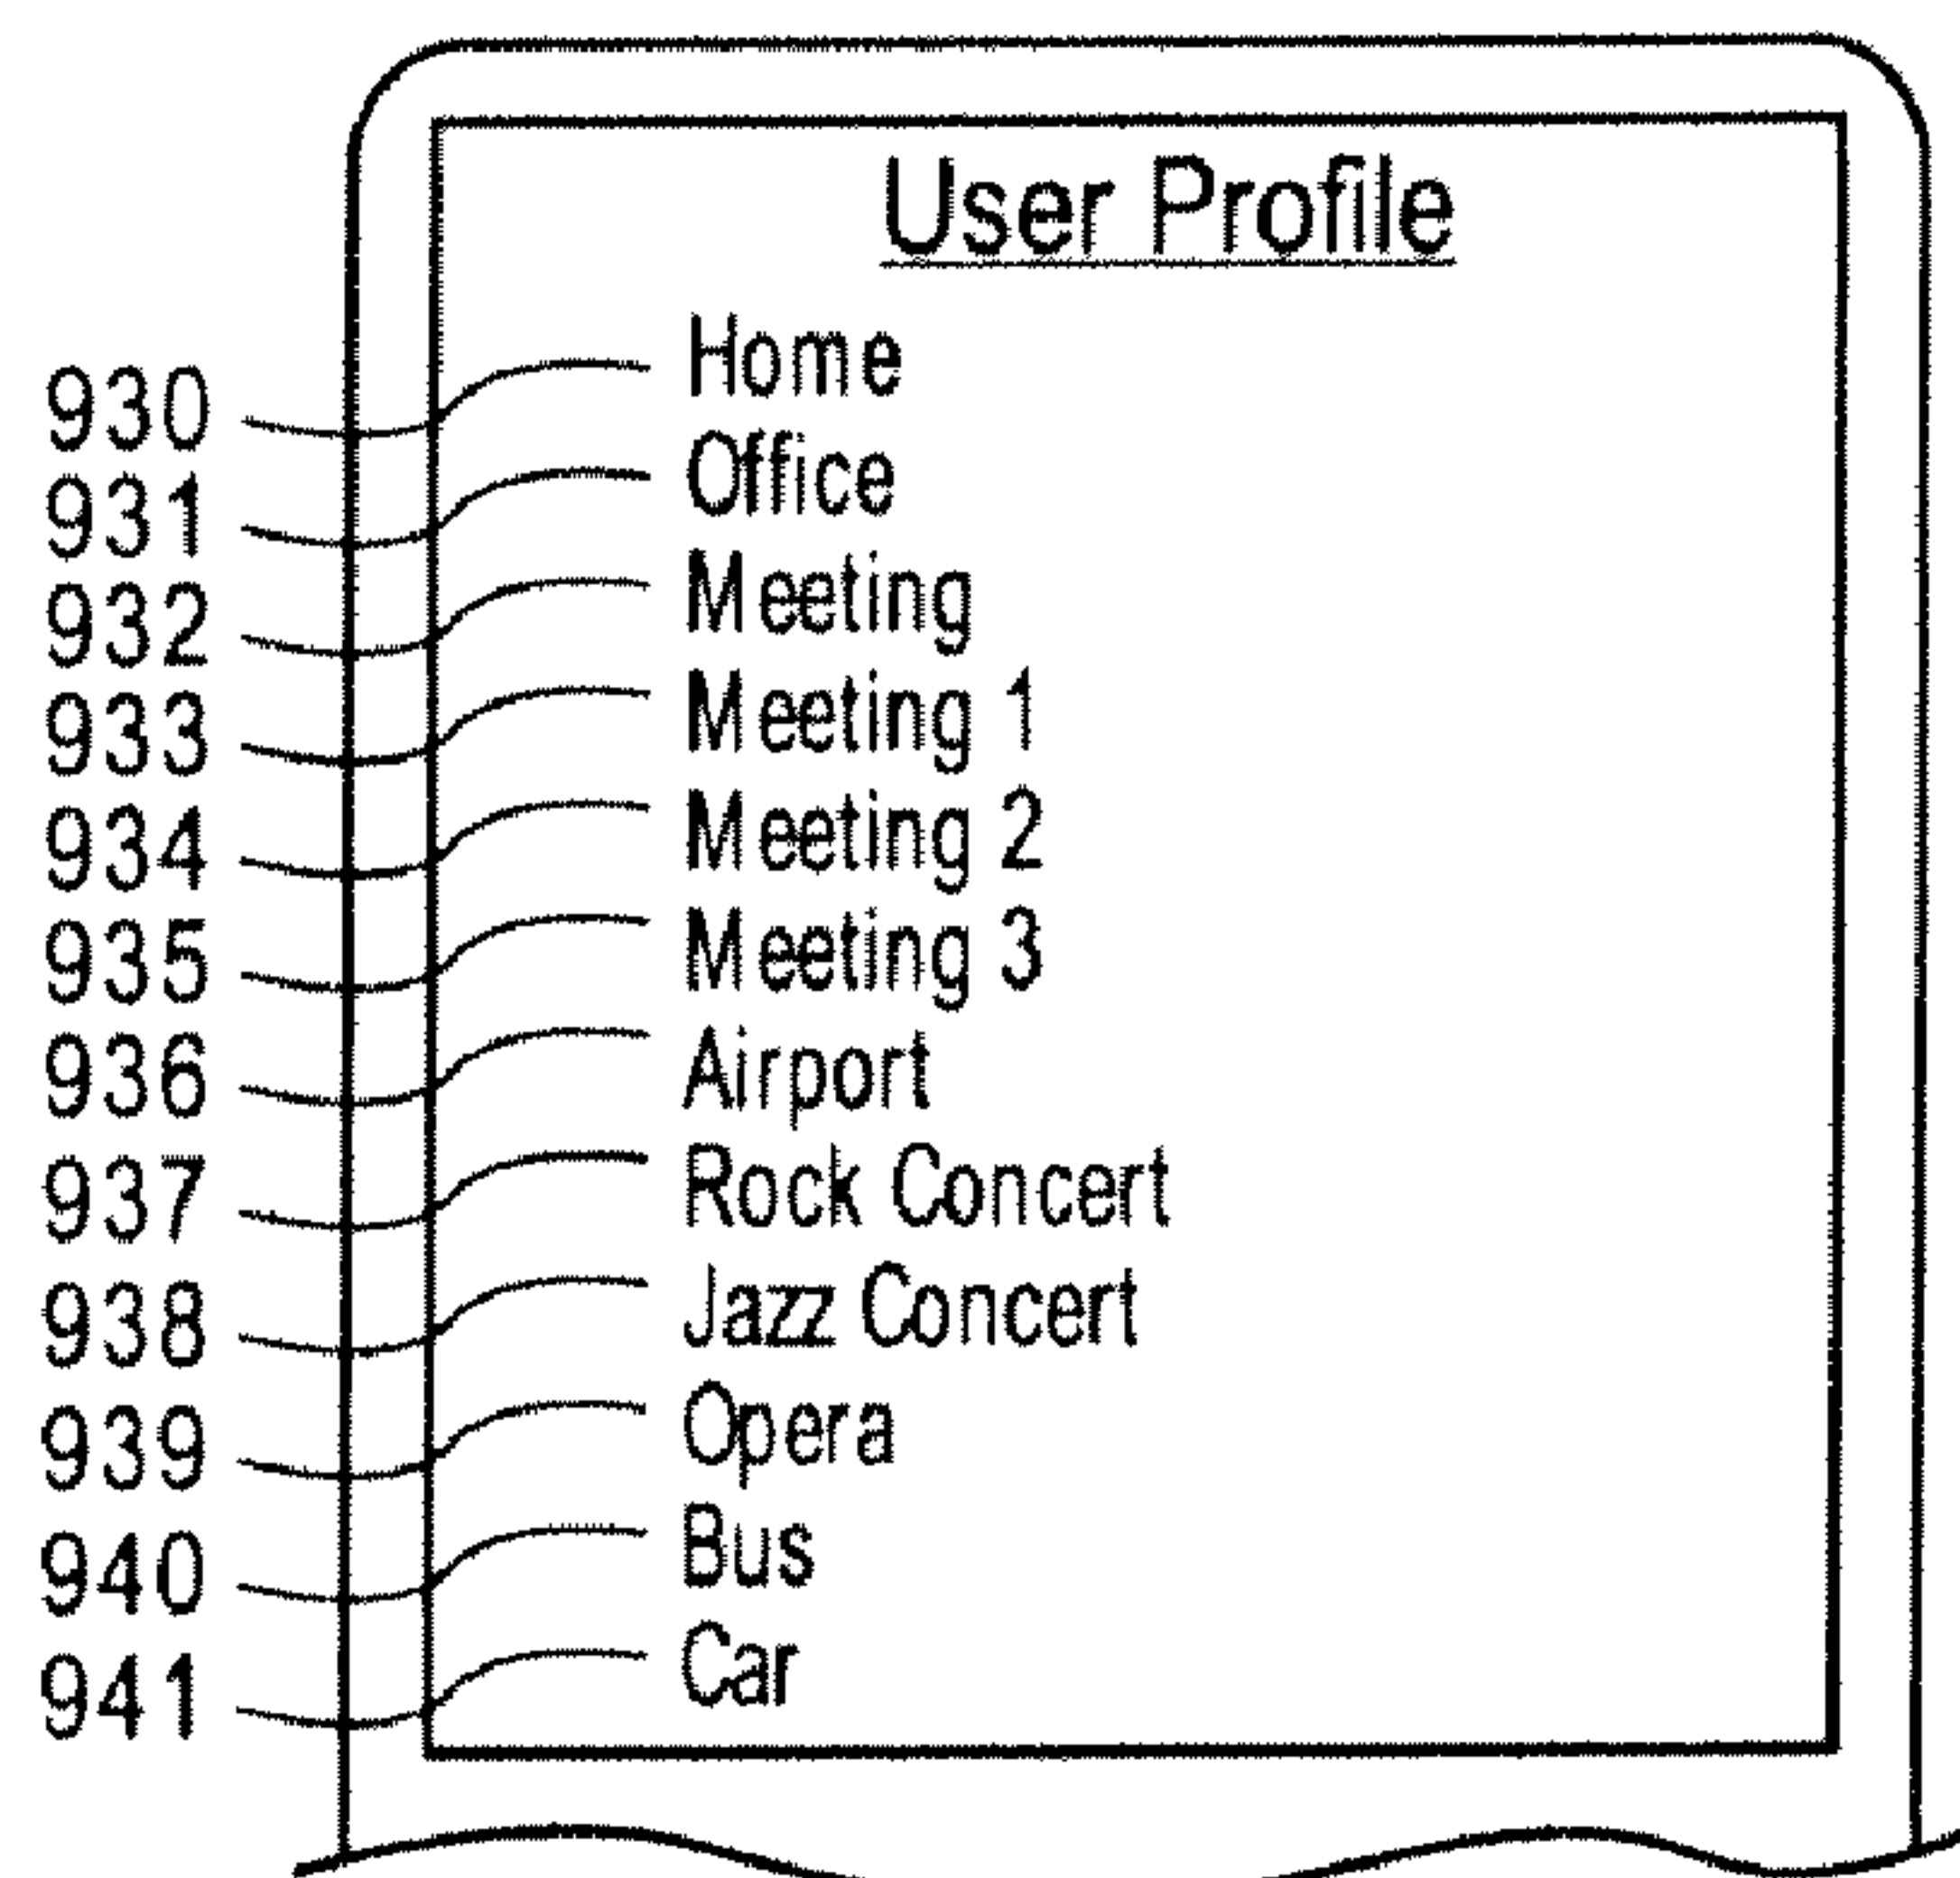 User Profile
930 Home
931 Office
932 Meeting
933 Meeting 1
934 Meeting 2
935 Meeting 3
936 Airport
937 Rock Concert
938 Jazz Concert
939 Opera
940 Bus
941 Car